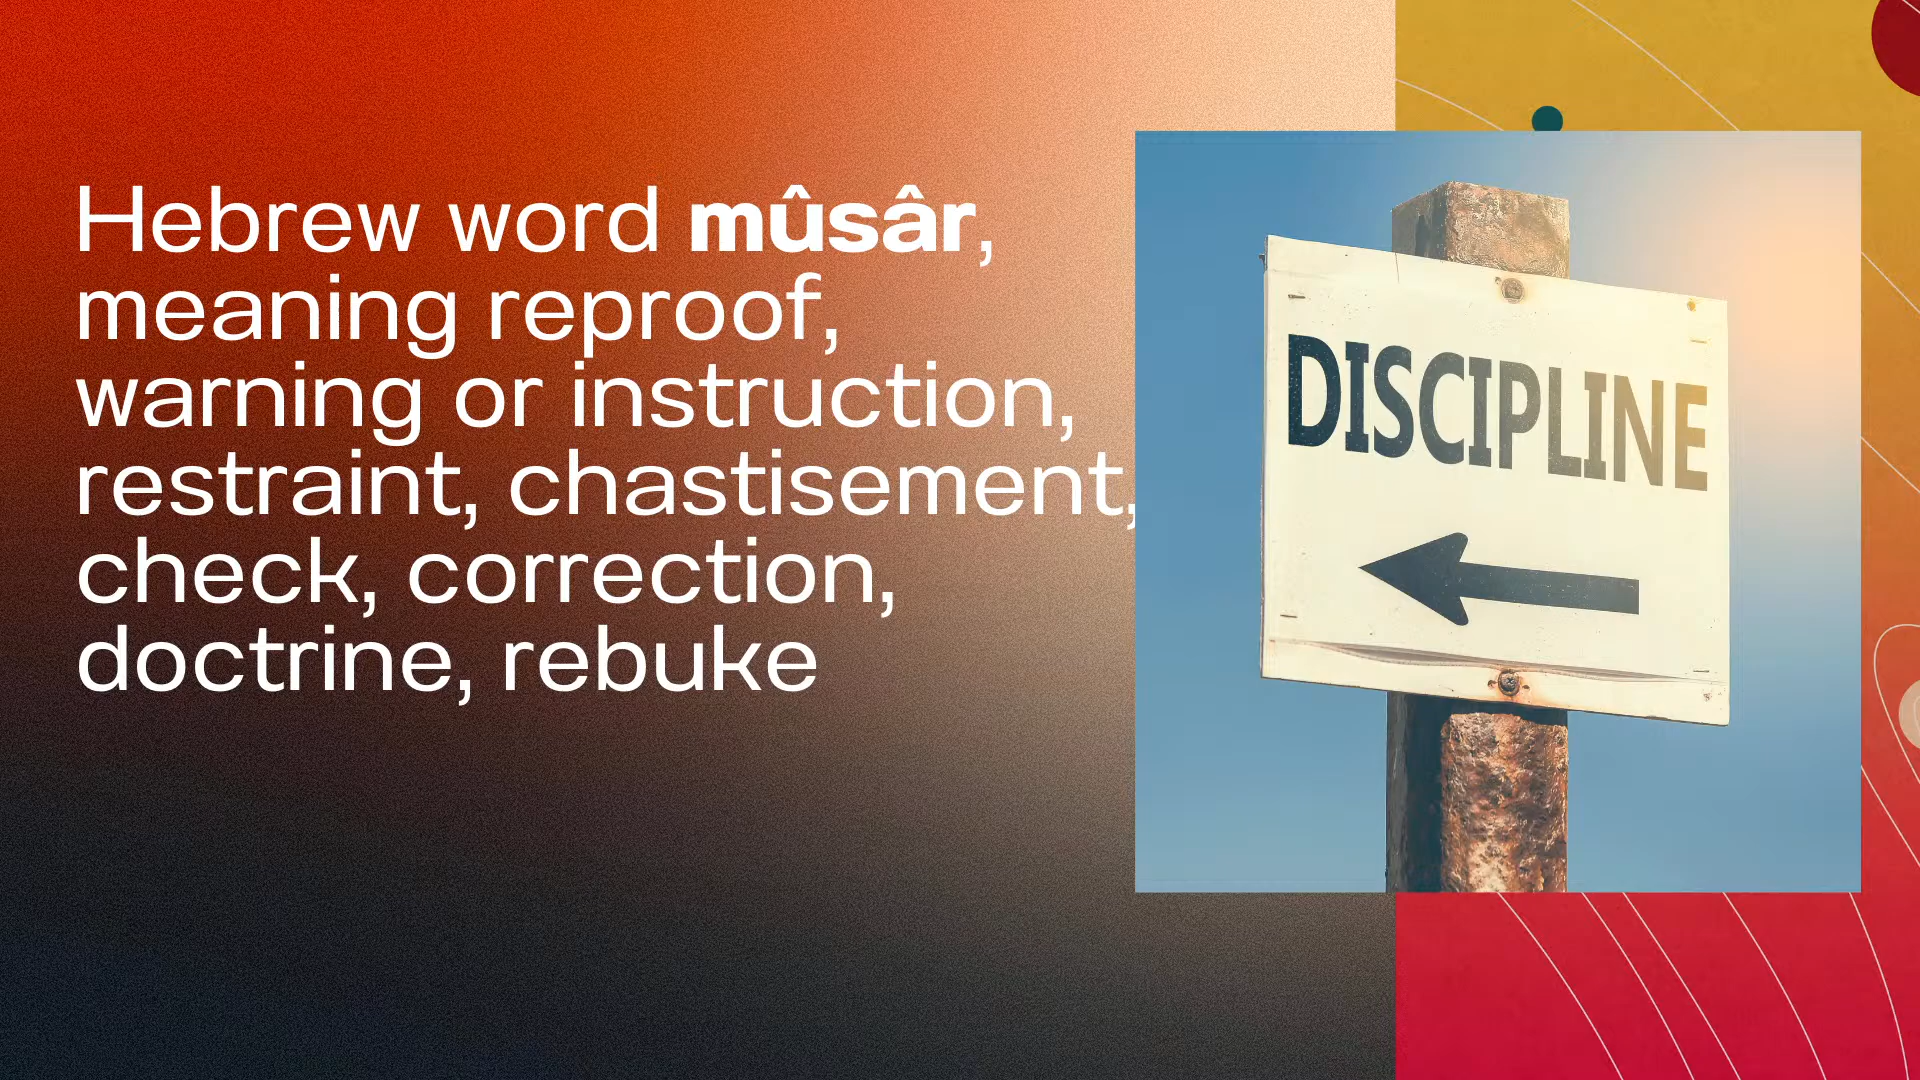 Hebrew word mûsâr,
meaning reproof,
warning or instruction,
restraint, chastisement,
check, correction,
doctrine, rebuke
DISCIPLINE